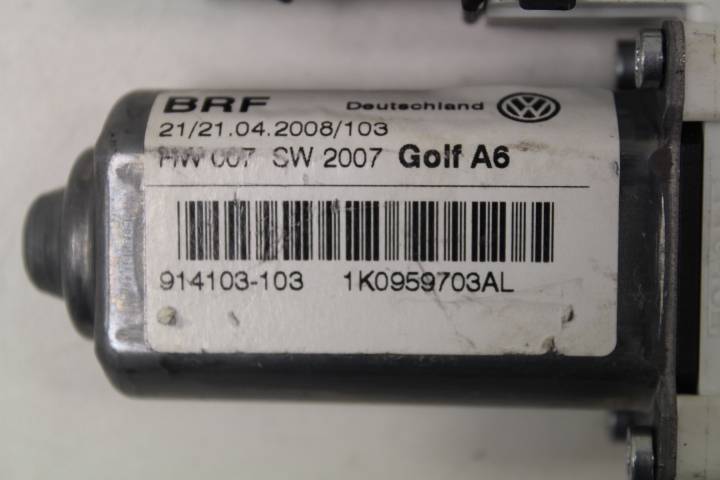 BRF Deutschland
21/21.04.2008/103
HW 007 SW 2007 Golf A6
914103-103 1K0959703AL